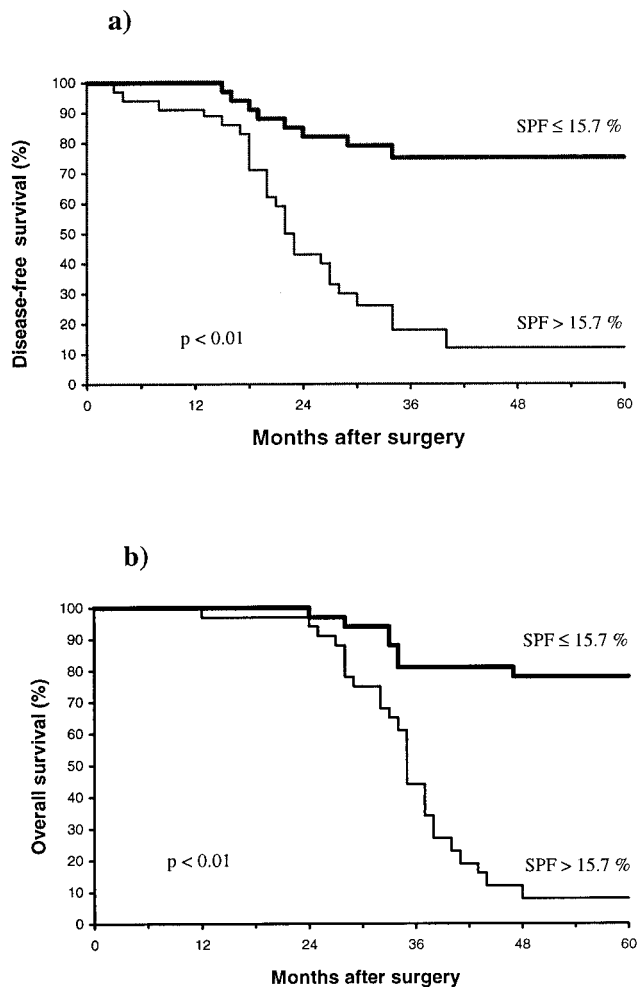 a)
100
90
80
70
60
50
40
30
20
10
0
Disease-free survival (%)
SPF ≤ 15.7 %
SPF > 15.7 %
p < 0.01
0 12 24 36 48 60
Months after surgery
b)
100
90
80
70
60
50
40
30
20
10
0
Overall survival (%)
SPF ≤ 15.7 %
SPF > 15.7 %
p < 0.01
0 12 24 36 48 60
Months after surgery